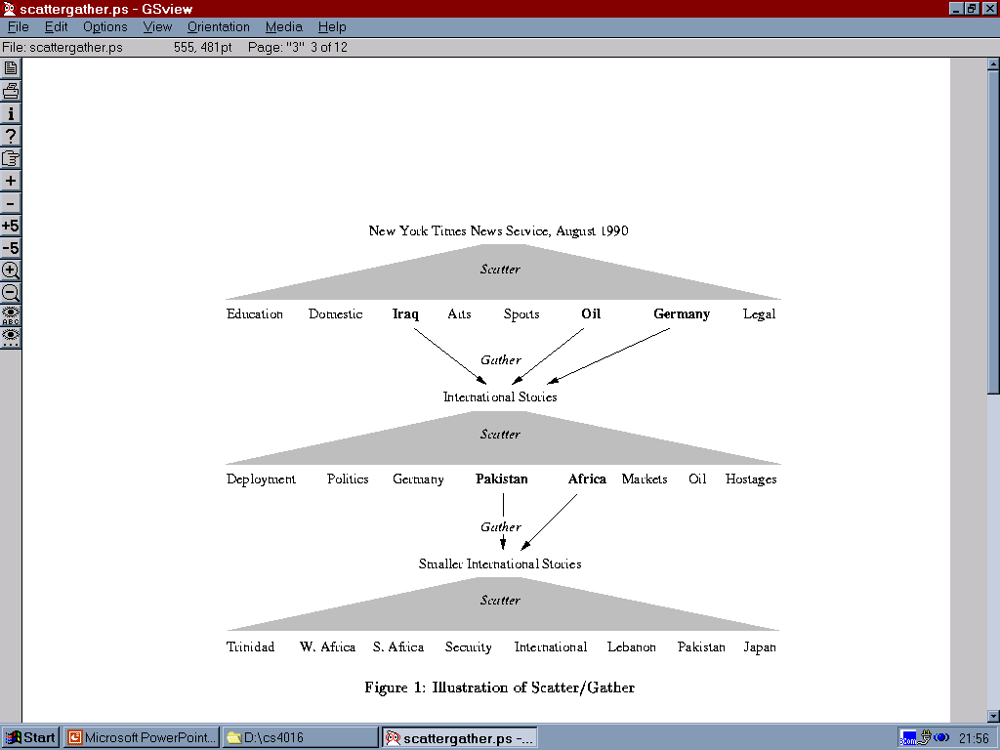 scattergather.ps - GSview
File Edit Options View Orientation Media Help
File: scattergather.ps 555, 481pt Page: "3" 3 of 12
i
?
+
-
+5
-5
ABC
New York Times News Service, August 1990
Scatter
Education Domestic Iraq Arts Sports Oil Germany Legal
Gather
International Stories
Scatter
Deployment Politics Germany Pakistan Africa Markets Oil Hostages
Gather
Smaller International Stories
Scatter
Trinidad W. Africa S. Africa Security International Lebanon Pakistan Japan
Figure 1: Illustration of Scatter/Gather
Start Microsoft PowerPoint... D:\cs4016 scattergather.ps -... 21:56